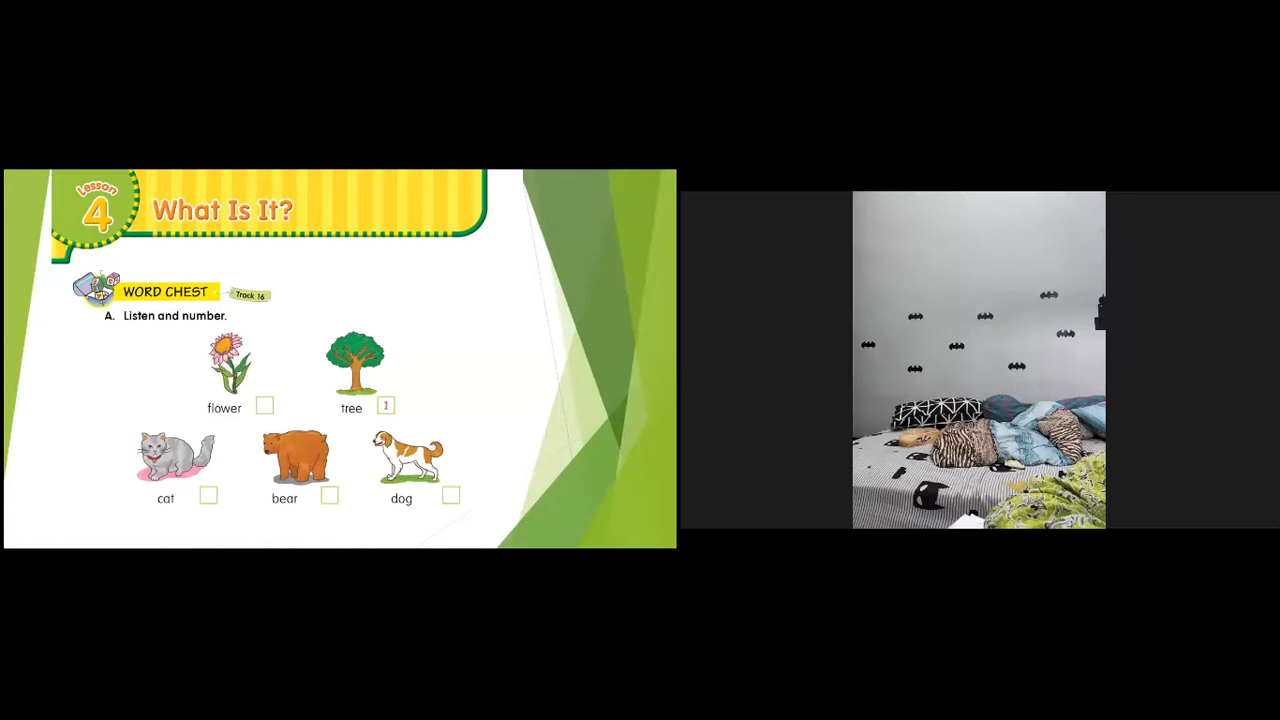 Lesson
4
What Is It?
WORD CHEST
Track 16
A. Listen and number.
flower
tree 1
cat
bear
dog